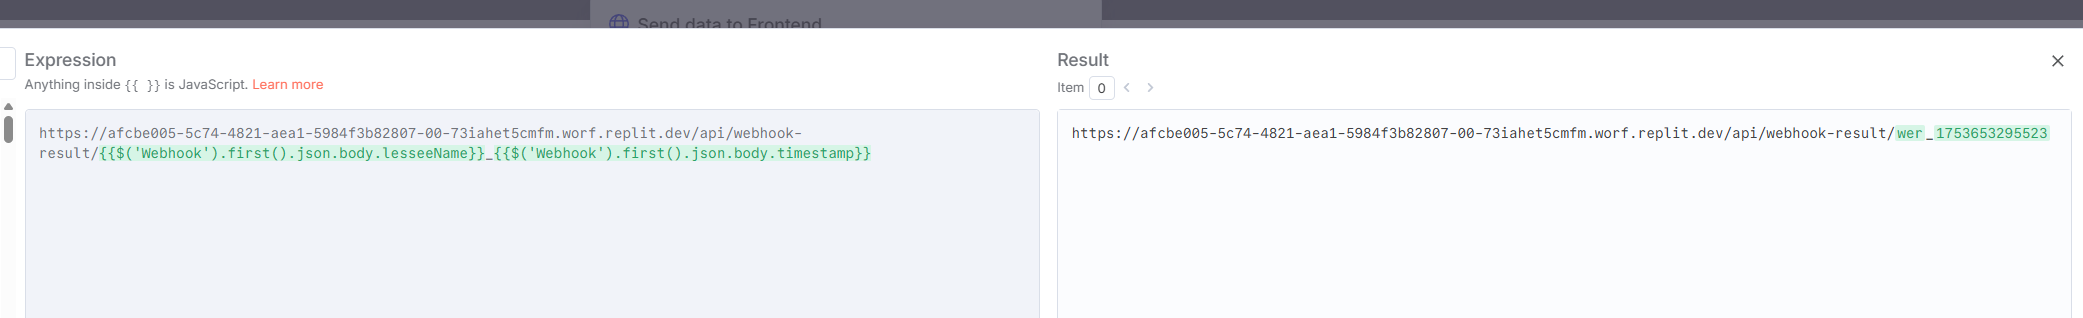 Send data to Frontend
Expression
Anything inside {{ }} is JavaScript. Learn more
https://afcbe005-5c74-4821-aea1-5984f3b82807-00-73iahet5cmfm.worf.replit.dev/api/webhook-
result/{{$('Webhook').first().json.body.lesseeName}}_{{$('Webhook').first().json.body.timestamp}}
Result
Item 0
https://afcbe005-5c74-4821-aea1-5984f3b82807-00-73iahet5cmfm.worf.replit.dev/api/webhook-result/wer_1753653295523